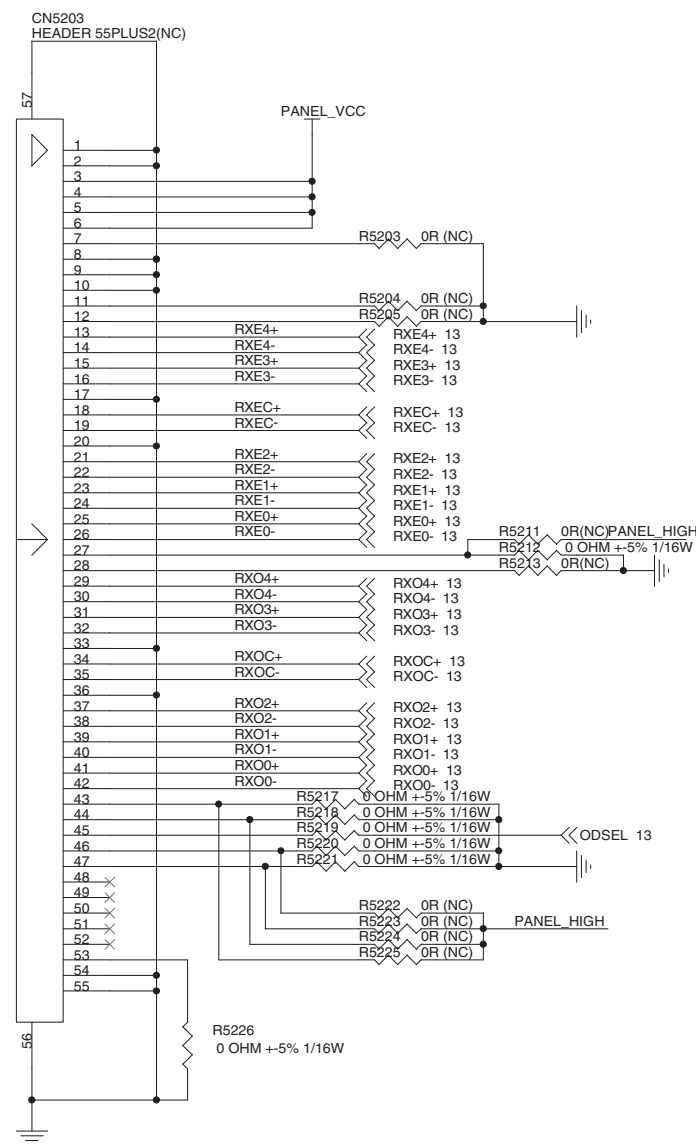 CN5203
HEADER 55PLUS2(NC)
57
PANEL_VCC
1
2
3
4
5
6
7 R5203 0R (NC)
8
9
10
11 R5204 0R (NC)
12 R5205 0R (NC)
13 RXE4+ RXE4+ 13
14 RXE4- RXE4- 13
15 RXE3+ RXE3+ 13
16 RXE3- RXE3- 13
17
18 RXEC+ RXEC+ 13
19 RXEC- RXEC- 13
20
21 RXE2+ RXE2+ 13
22 RXE2- RXE2- 13
23 RXE1+ RXE1+ 13
24 RXE1- RXE1- 13
25 RXE0+ RXE0+ 13
26 RXE0- RXE0- 13 R5211 0R(NC) PANEL_HIGH
27 R5212 0 OHM +-5% 1/16W
28 R5213 0R(NC)
29 RXO4+ RXO4+ 13
30 RXO4- RXO4- 13
31 RXO3+ RXO3+ 13
32 RXO3- RXO3- 13
33
34 RXOC+ RXOC+ 13
35 RXOC- RXOC- 13
36
37 RXO2+ RXO2+ 13
38 RXO2- RXO2- 13
39 RXO1+ RXO1+ 13
40 RXO1- RXO1- 13
41 RXO0+ RXO0+ 13
42 RXO0- RXO0- 13
43 R5217 0 OHM +-5% 1/16W
44 R5218 0 OHM +-5% 1/16W
45 R5219 0 OHM +-5% 1/16W ODSEL 13
46 R5220 0 OHM +-5% 1/16W
47 R5221 0 OHM +-5% 1/16W
48
49
50 R5222 0R (NC)
51 R5223 0R (NC) PANEL_HIGH
52 R5224 0R (NC)
53 R5225 0R (NC)
54
55
56
R5226
0 OHM +-5% 1/16W